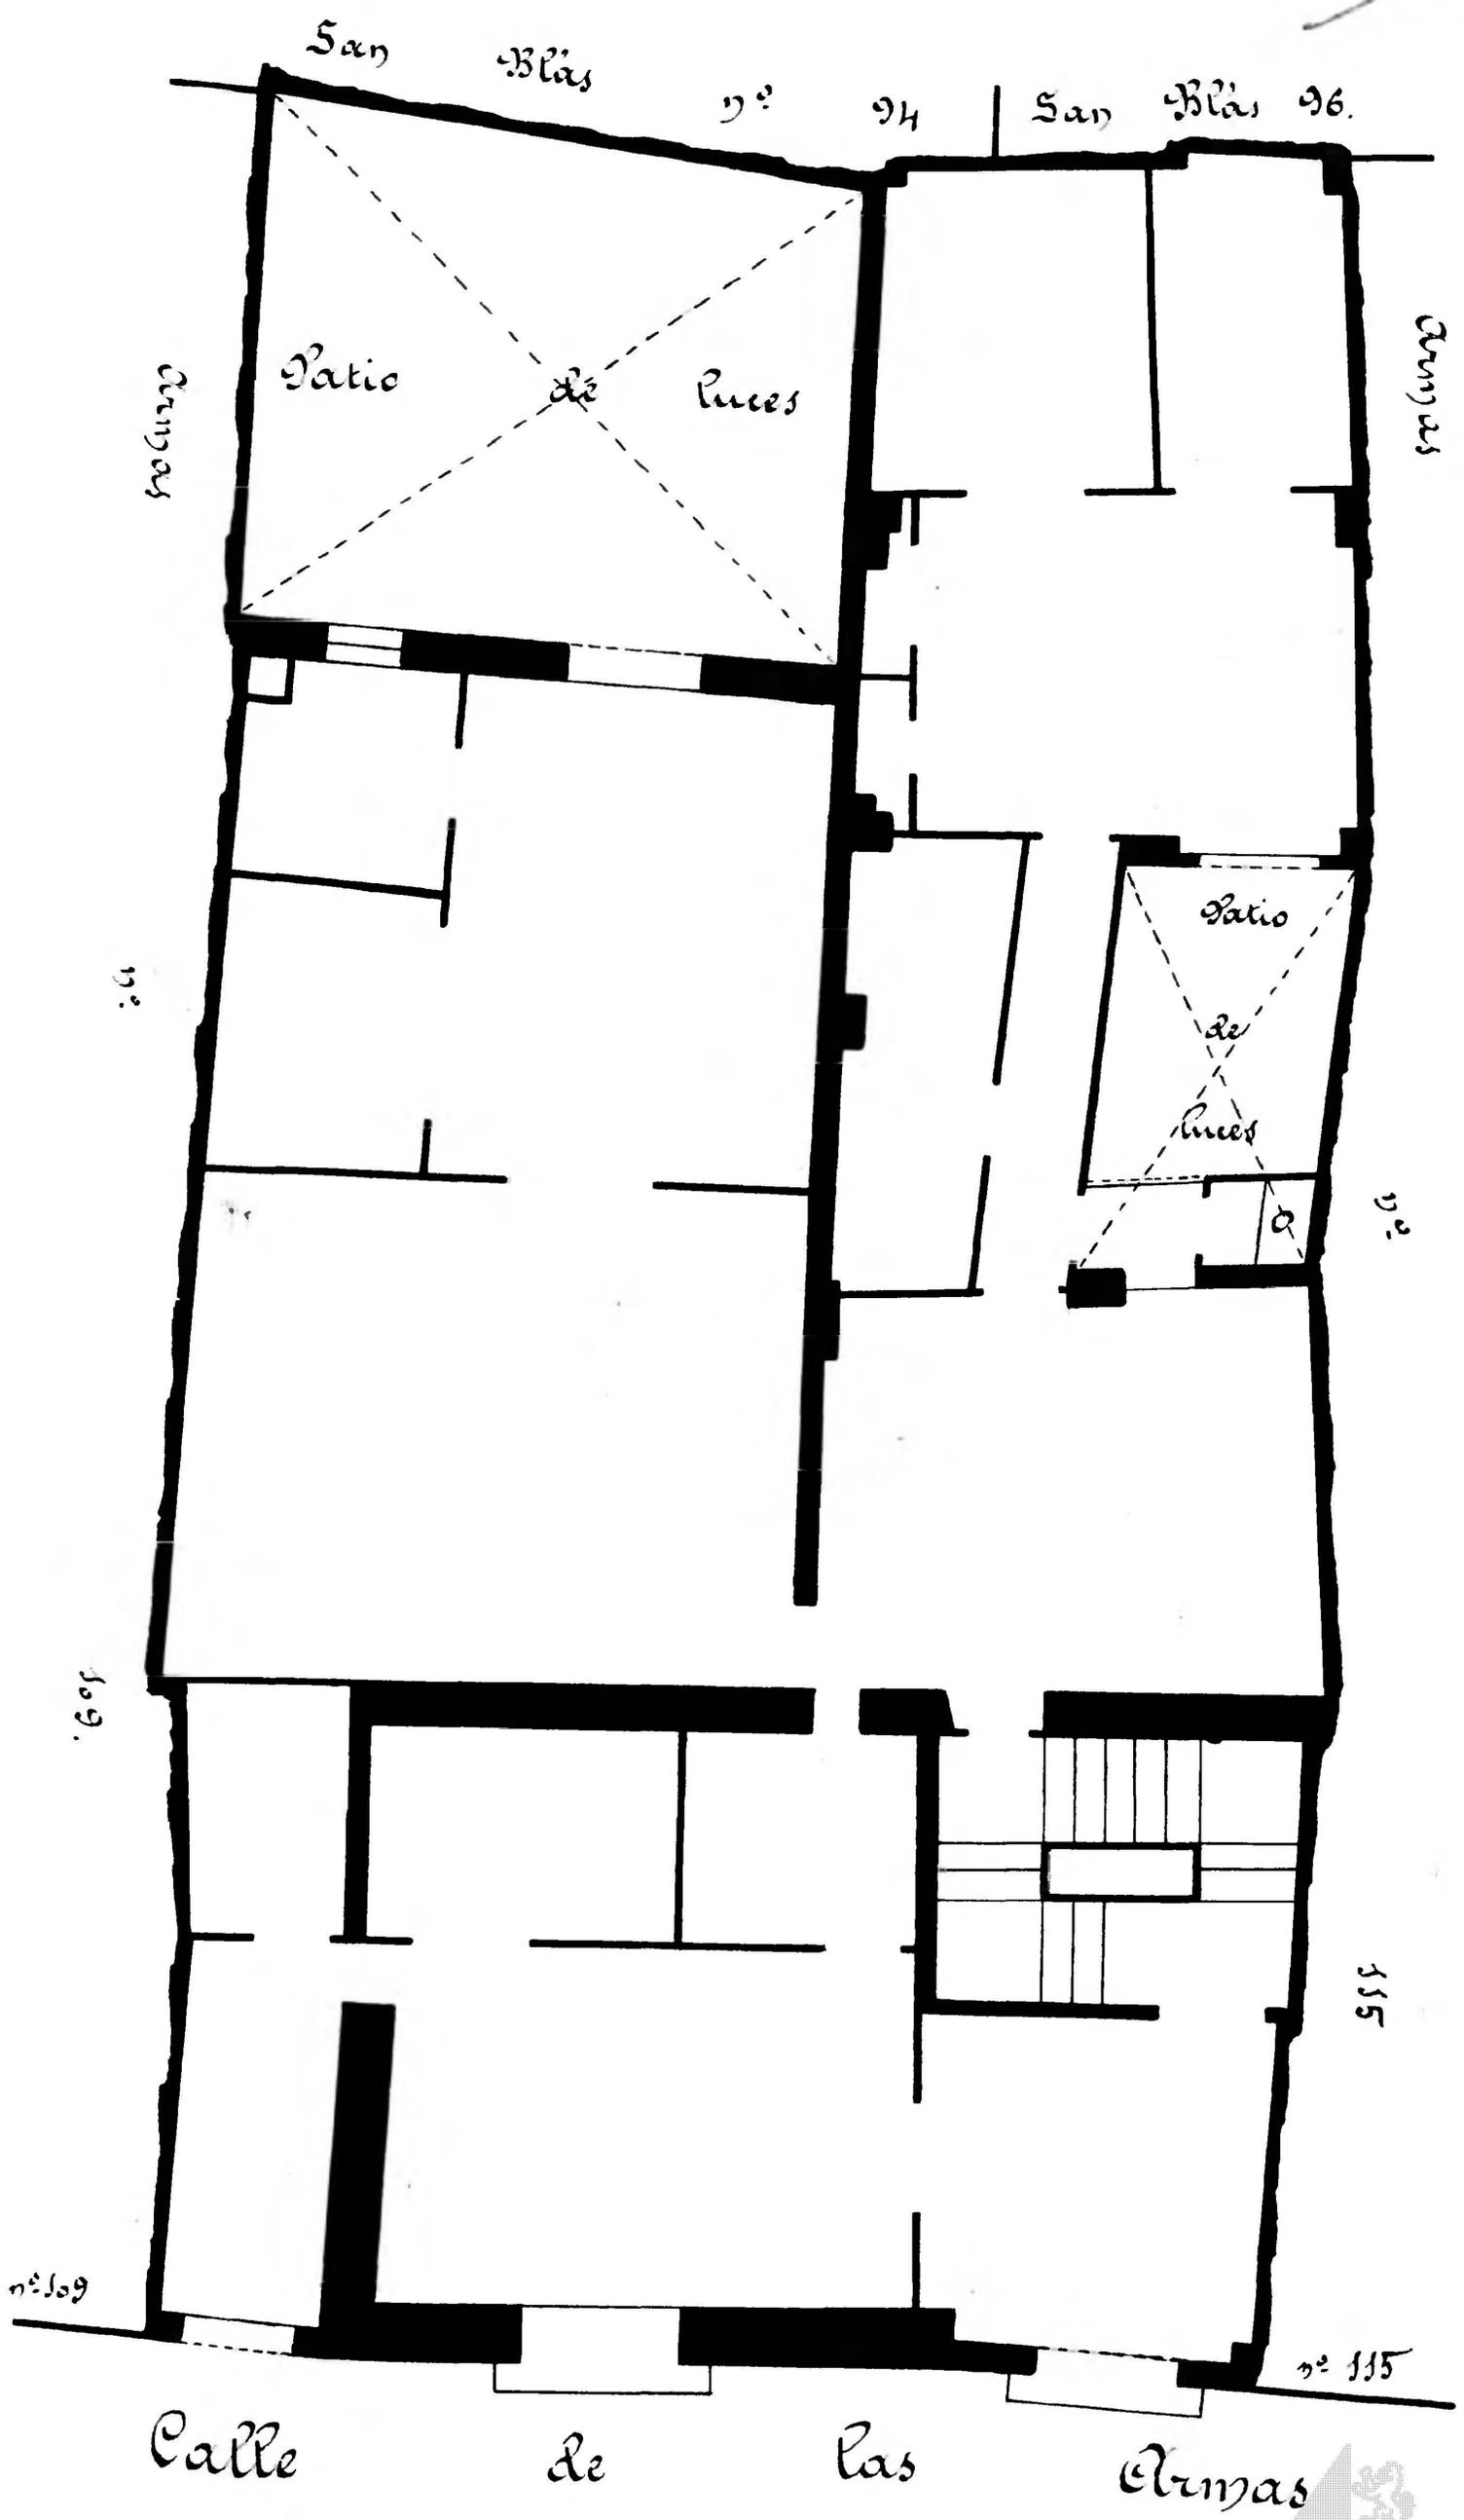 San Blás nº 94
San Blás 96.
Patio de luces
Armas
nº
109.
Armas
nº
115
Patio
de
luces
nº 109
nº 115
Calle de las Armas